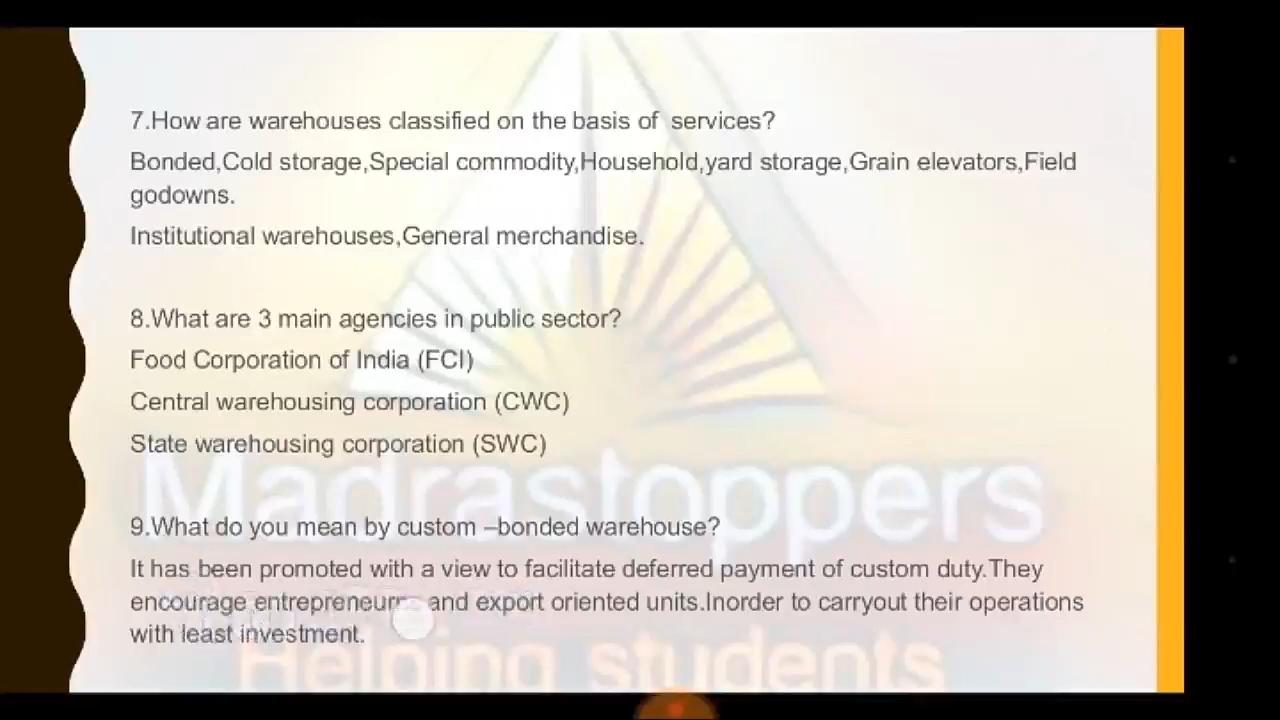 7.How are warehouses classified on the basis of services?
Bonded,Cold storage,Special commodity,Household,yard storage,Grain elevators,Field
godowns.
Institutional warehouses,General merchandise.
8.What are 3 main agencies in public sector?
Food Corporation of India (FCI)
Central warehousing corporation (CWC)
State warehousing corporation (SWC)
Madrastoppers
9.What do you mean by custom –bonded warehouse?
It has been promoted with a view to facilitate deferred payment of custom duty.They
encourage entrepreneurs and export oriented units.Inorder to carryout their operations
with least investment.
Helping students